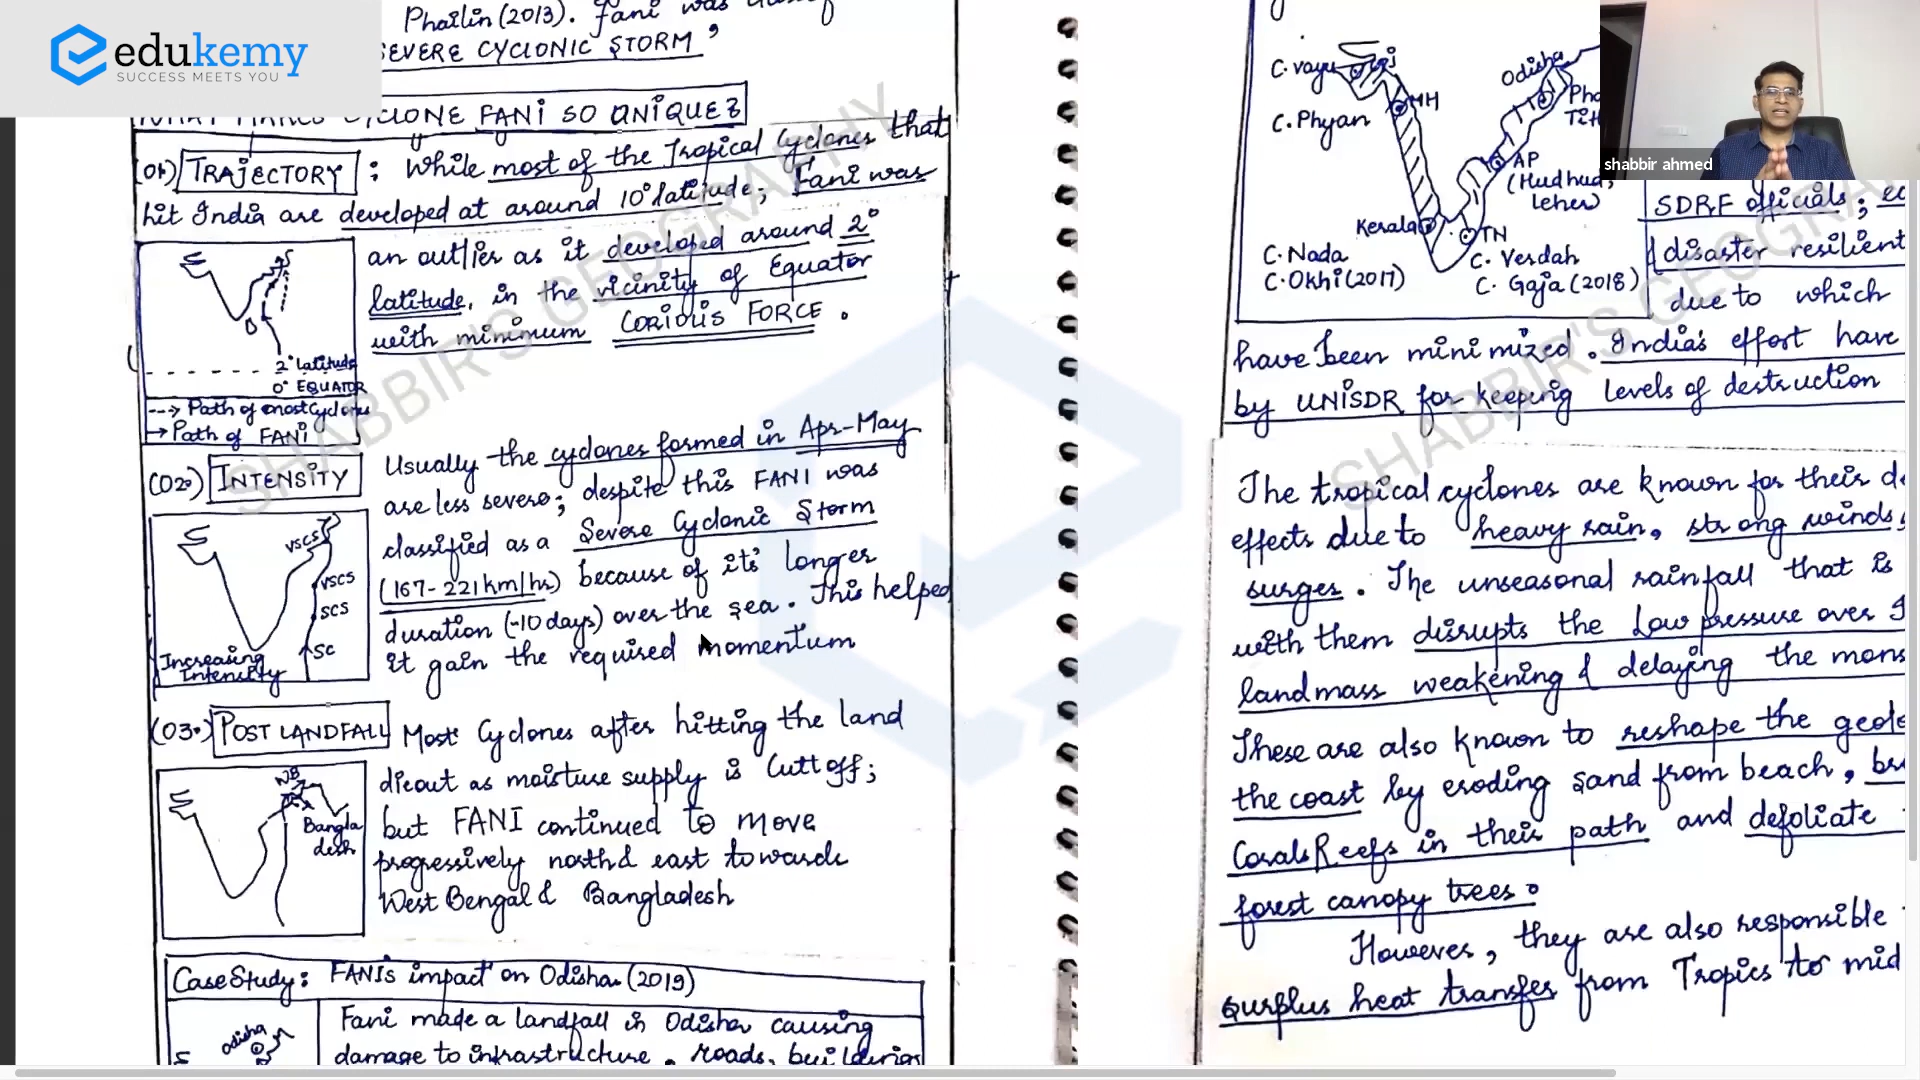 edukemy
SUCCESS MEETS YOU
Phailin (2013). Fani was
SEVERE CYCLONIC STORM
CYCLONE FANI SO UNIQUE?
(01) TRAJECTORY : While most of the Tropical Cyclones that
hit India are developed at around 10° latitude; Fani was
an outlier as it developed around 2°
latitude, in the vicinity of Equator
with minimum CORIOLIS FORCE .
2° latitude
0° EQUATOR
---> Path of most cyclones
→ Path of FANI
(02.) INTENSITY
Usually the cyclones formed in Apr-May
are less severe; despite this FANI was
classified as a Severe Cyclonic Storm
(167-221 km/hr) because of it's longer
duration (~10 days) over the sea. This helped
it gain the required momentum
VSCS
VSCS
SCS
SC
Increasing
Intensity
(03.) POST LANDFALL Most Cyclones after hitting the land
dieout as moisture supply is Cutt off;
but FANI continued to move
progressively north & east towards
West Bengal & Bangladesh
WB
Bangla
desh
Case Study: FANI's impact on Odisha (2019)
Odisha
Fani made a landfall in Odisha causing
damage to infrastructure, roads, buildings
C. Vayu
C. Phyan
MH
Odisha
AP
(Hudhud,
Leher)
Kerala
TN
C. Nada
C. Okhi (2017)
C. Verdah
C. Gaja (2018)
shabbir ahmed
SDRF officials;
disaster resilient
due to which
have been minimized. India's effort have
by UNISDR for keeping levels of destruction
The tropical cyclones are known for their
effects due to heavy rain, strong winds,
surges. The unseasonal rainfall that is
with them disrupts the low pressure over
landmass weakening & delaying the
These are also known to reshape the
the coast by eroding sand from beach,
Corals Reefs in their path and defoliate
forest canopy trees.
However, they are also responsible
surplus heat transfer from Tropics to mid
SHABBIR'S GEOGRAPHY
SHABBIR'S GEOGRA